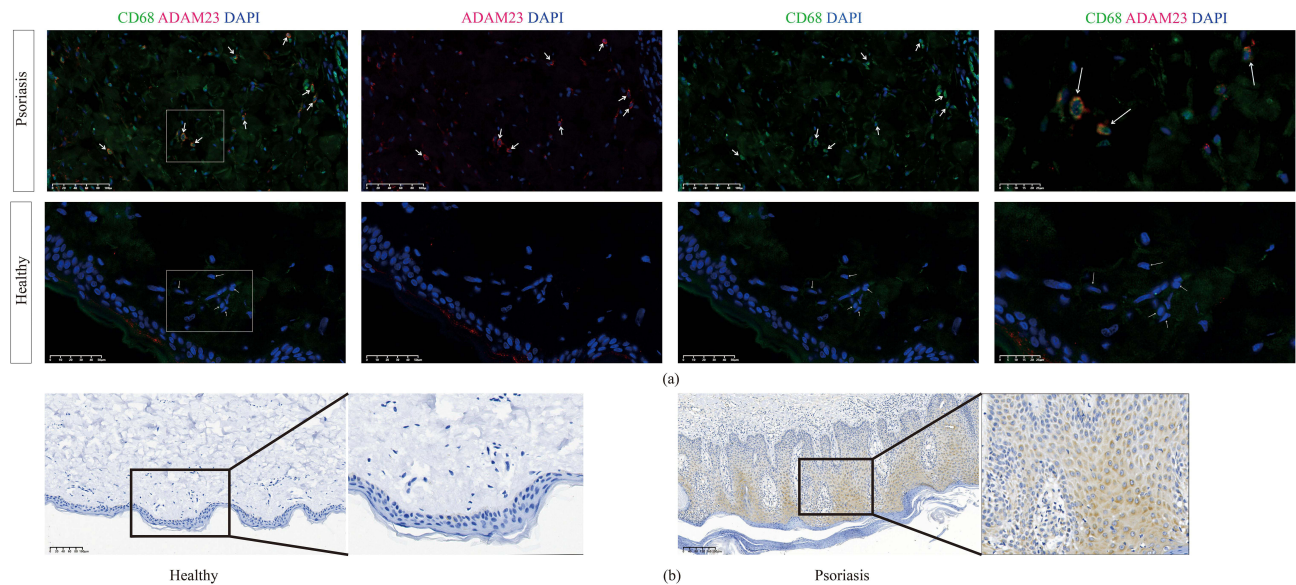 CD68 ADAM23 DAPI
ADAM23 DAPI
CD68 DAPI
CD68 ADAM23 DAPI
Psoriasis
Healthy
(a)
Healthy
(b)
Psoriasis